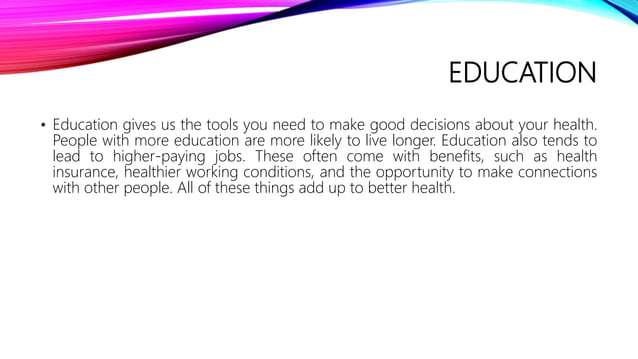 EDUCATION
• Education gives us the tools you need to make good decisions about your health.
People with more education are more likely to live longer. Education also tends to
lead to higher-paying jobs. These often come with benefits, such as health
insurance, healthier working conditions, and the opportunity to make connections
with other people. All of these things add up to better health.